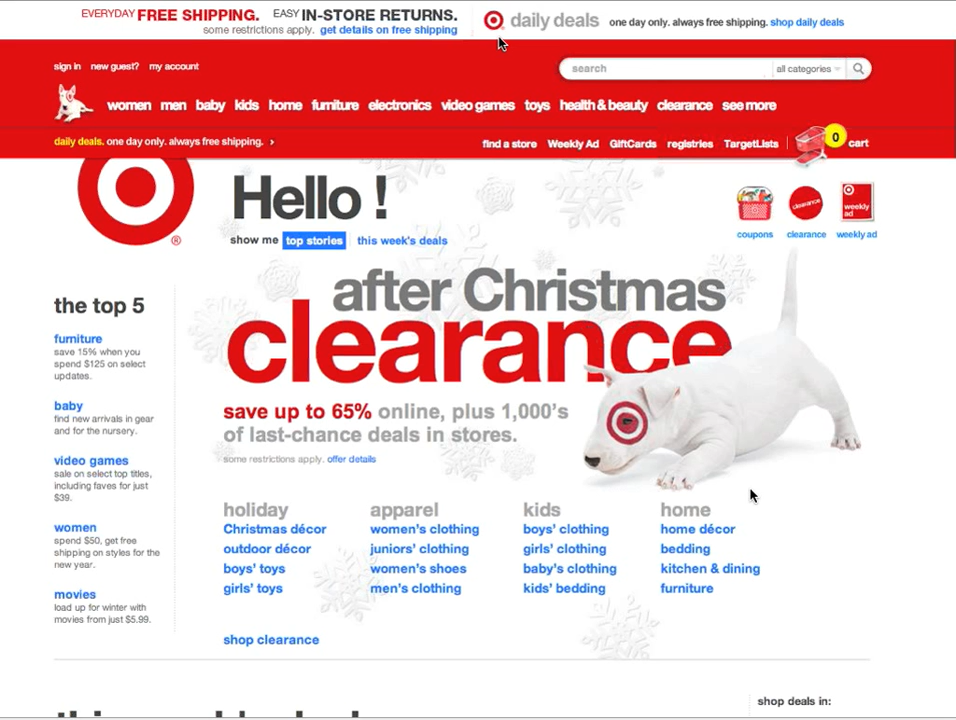 EVERYDAY FREE SHIPPING. EASY IN-STORE RETURNS.
some restrictions apply. get details on free shipping
daily deals one day only. always free shipping. shop daily deals
sign in new guest? my account
search all categories
women men baby kids home furniture electronics video games toys health & beauty clearance see more
daily deals. one day only. always free shipping. ›
find a store Weekly Ad GiftCards registries TargetLists 0 cart
®
Hello !
show me top stories this week's deals
clearance
weekly ad
coupons clearance weekly ad
after Christmas
clearance
save up to 65% online, plus 1,000's
of last-chance deals in stores.
some restrictions apply. offer details
the top 5
furniture
save 15% when you
spend $125 on select
updates.
baby
find new arrivals in gear
and for the nursery.
video games
sale on select top titles,
including faves for just
$39.
women
spend $50, get free
shipping on styles for the
new year.
movies
load up for winter with
movies from just $5.99.
holiday
Christmas décor
outdoor décor
boys' toys
girls' toys
apparel
women's clothing
juniors' clothing
women's shoes
men's clothing
kids
boys' clothing
girls' clothing
baby's clothing
kids' bedding
home
home décor
bedding
kitchen & dining
furniture
shop clearance
shop deals in: